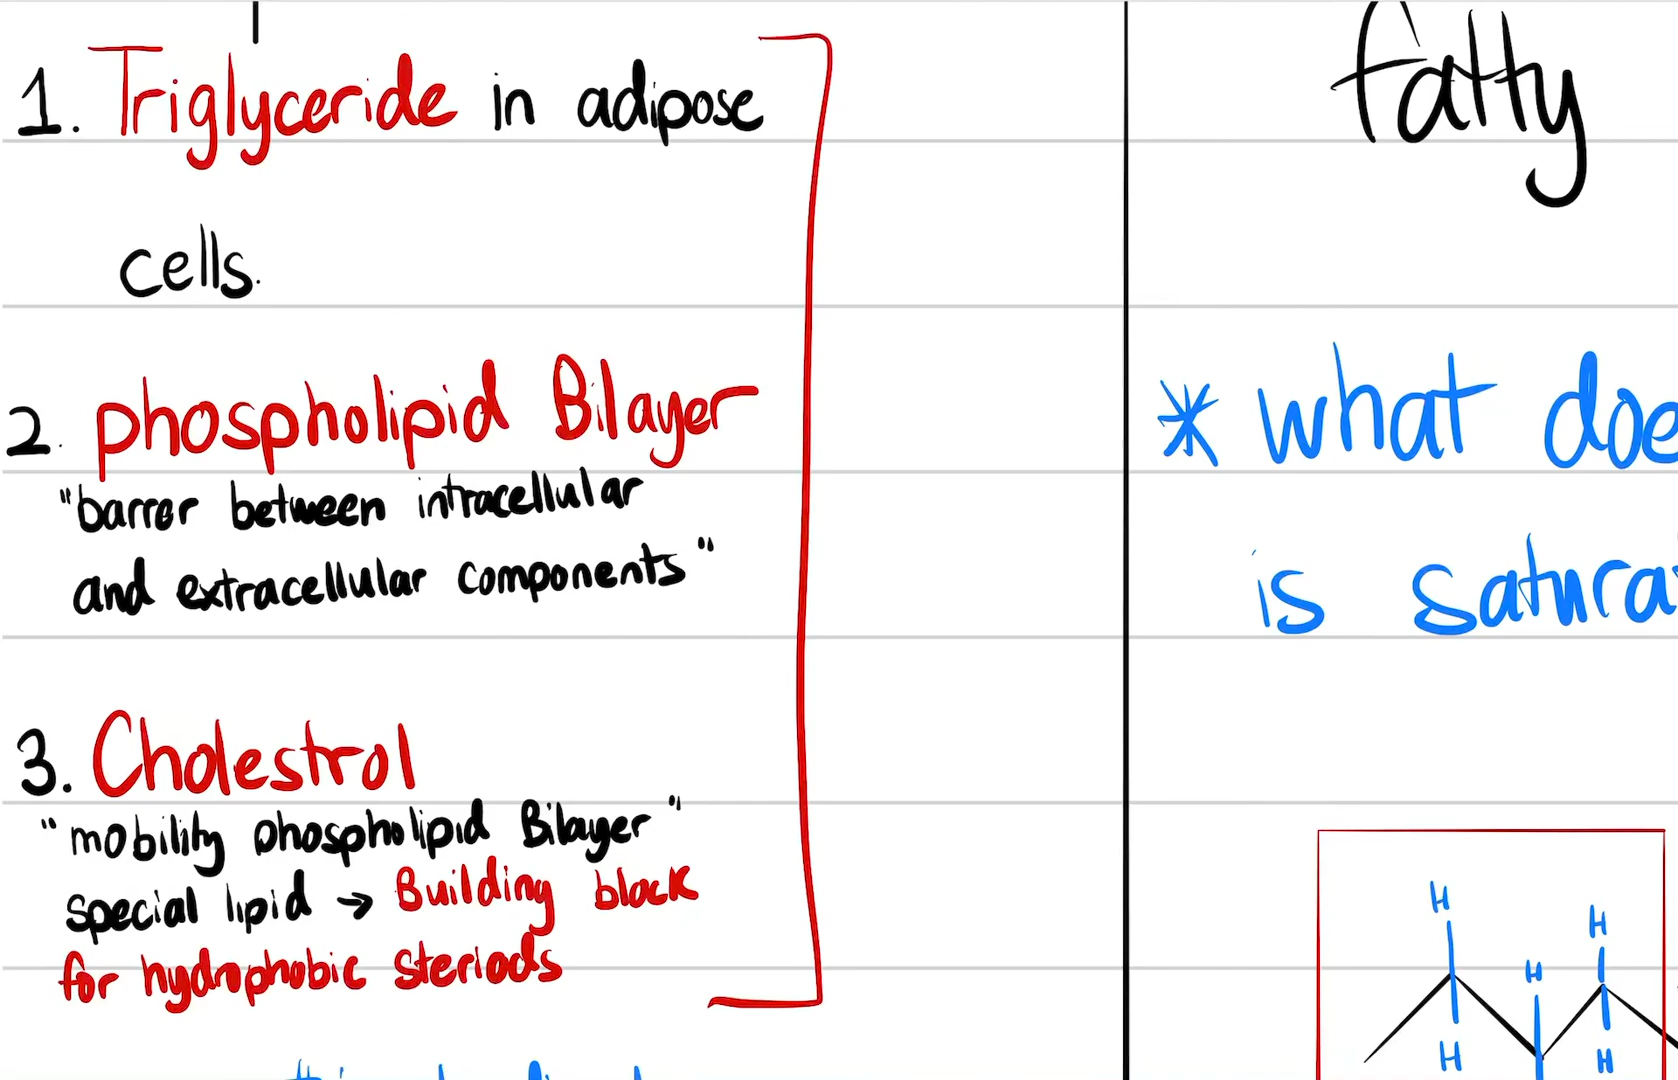 1. Triglyceride in adipose
cells.
2. phospholipid Bilayer
"barrer between intracellular
and extracellular components"
3. Cholestrol
"mobility phospholipid Bilayer"
special lipid → Building block
for hydrophobic steriods
fatty
* what doe
is satura
H H
H
H H